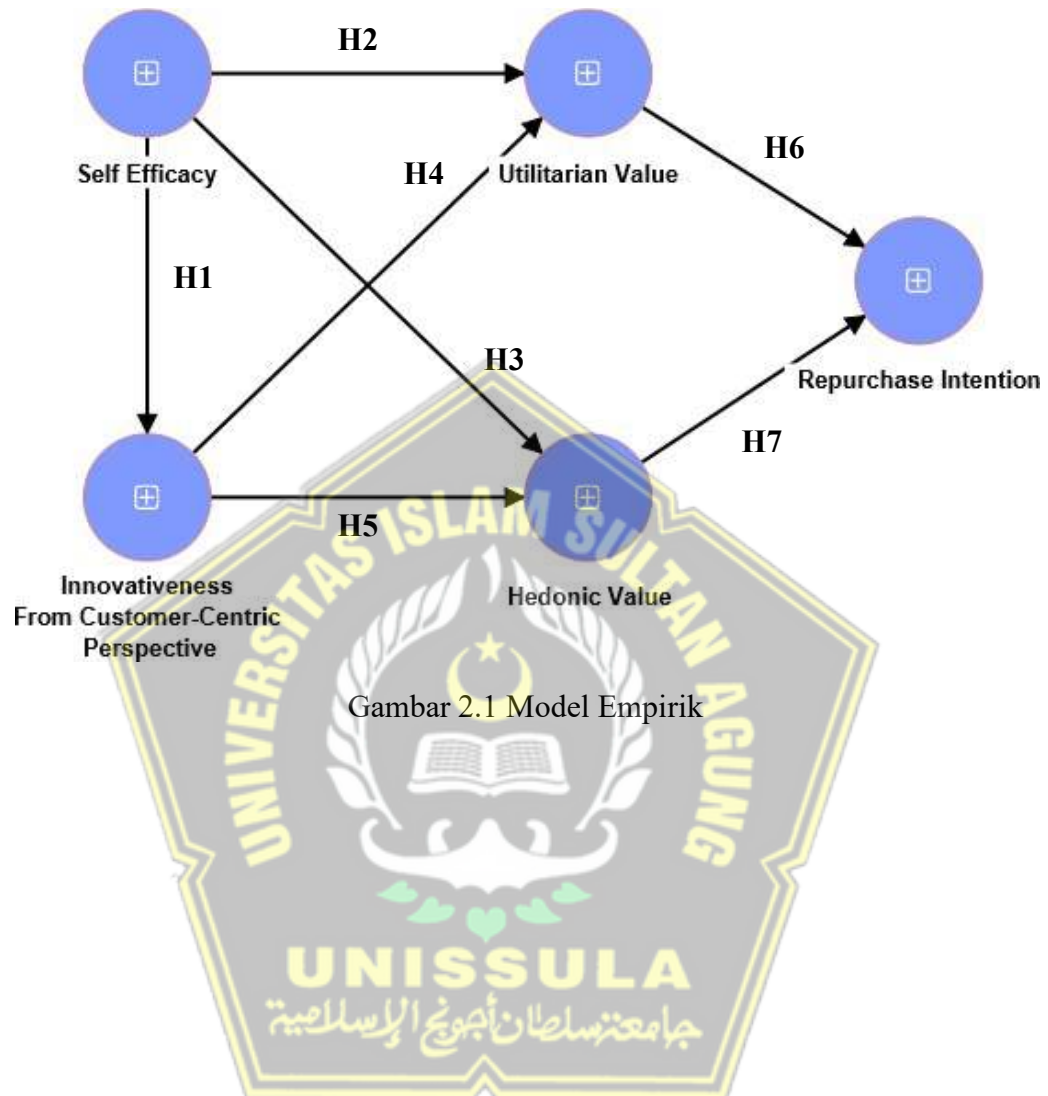 H2
Self Efficacy
H4
Utilitarian Value
H6
H1
H3
Repurchase Intention
H7
H5
Innovativeness
From Customer-Centric
Perspective
Hedonic Value
Gambar 2.1 Model Empirik
UNIVERSITAS ISLAM SULTAN AGUNG
UNISSULA
جامعة سلطان أجونج الإسلامية